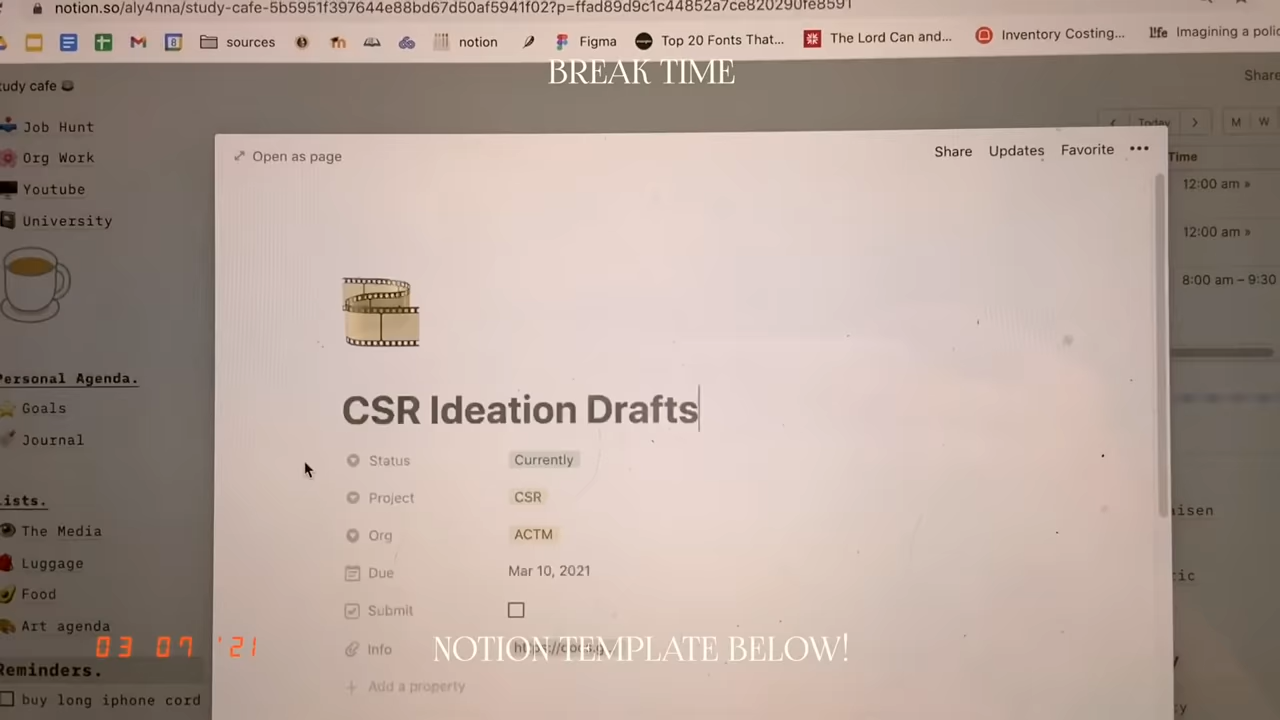 notion.so/aly4nna/study-cafe-5b5951f397644e88bd67d50af5941f02?p=ffad89d9c1c44852a7ce820290fe8591
sources
notion
Figma
Top 20 Fonts That...
The Lord Can and...
Inventory Costing...
life Imagining a poli
BREAK TIME
tudy cafe
Share
Job Hunt
Org Work
Youtube
University
Today
M W
Time
12:00 am »
12:00 am »
8:00 am – 9:30
Open as page
Share Updates Favorite •••
CSR Ideation Drafts
Status Currently
Project CSR
Org ACTM
Due Mar 10, 2021
Submit
Info
Add a property
Personal Agenda.
Goals
Journal
ists.
The Media
Luggage
Food
Art agenda
Reminders.
buy long iphone cord
aisen
tic
y
03 07 '21
NOTION TEMPLATE BELOW!